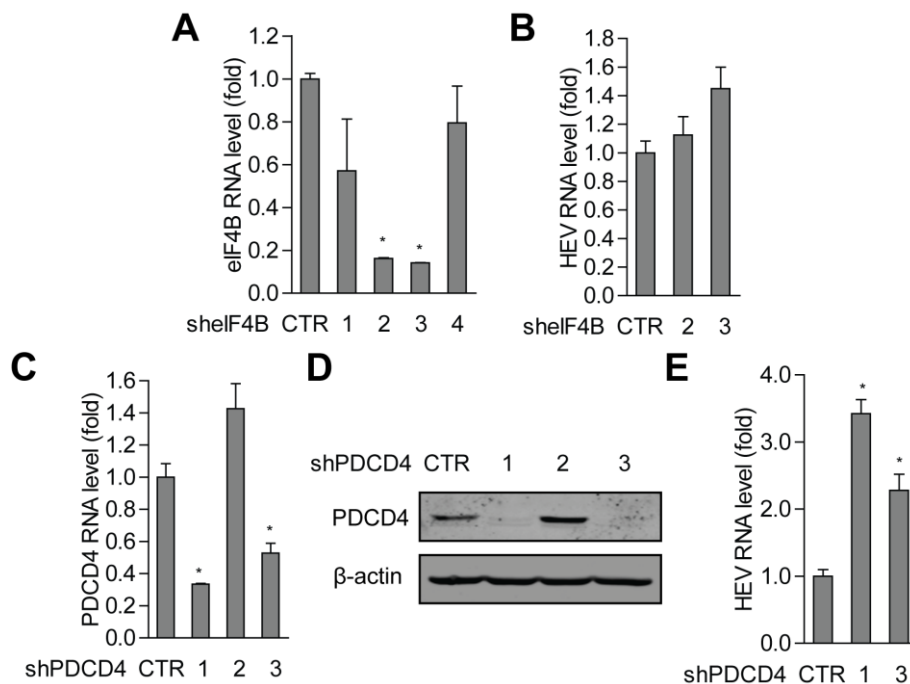 A
eIF4B RNA level (fold)
1.2
1.0
0.8
0.6
0.4
0.2
0.0
* *
sheIF4B CTR 1 2 3 4
B
HEV RNA level (fold)
1.8
1.6
1.4
1.2
1.0
0.8
0.6
0.4
0.2
0.0
sheIF4B CTR 2 3
C
PDCD4 RNA level (fold)
1.6
1.4
1.2
1.0
0.8
0.6
0.4
0.2
0.0
* *
shPDCD4 CTR 1 2 3
D
shPDCD4 CTR 1 2 3
PDCD4
β-actin
E
HEV RNA level (fold)
4.0
3.0
2.0
1.0
0.0
* *
shPDCD4 CTR 1 3